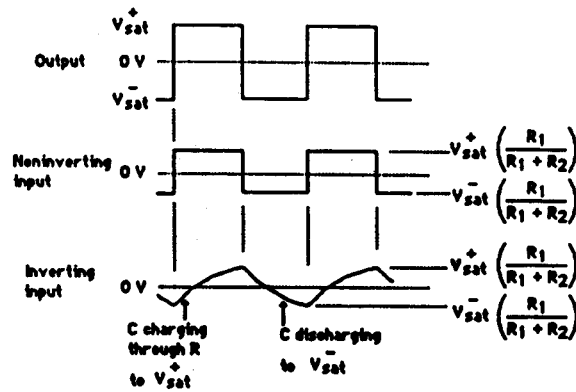 V⁺sat
Output
0 V
V⁻sat
Noninverting
input
0 V
V⁺sat (R1 / (R1 + R2))
V⁻sat (R1 / (R1 + R2))
Inverting
input
0 V
V⁺sat (R1 / (R1 + R2))
V⁻sat (R1 / (R1 + R2))
C charging
through R
to V⁺sat
C discharging
to V⁻sat